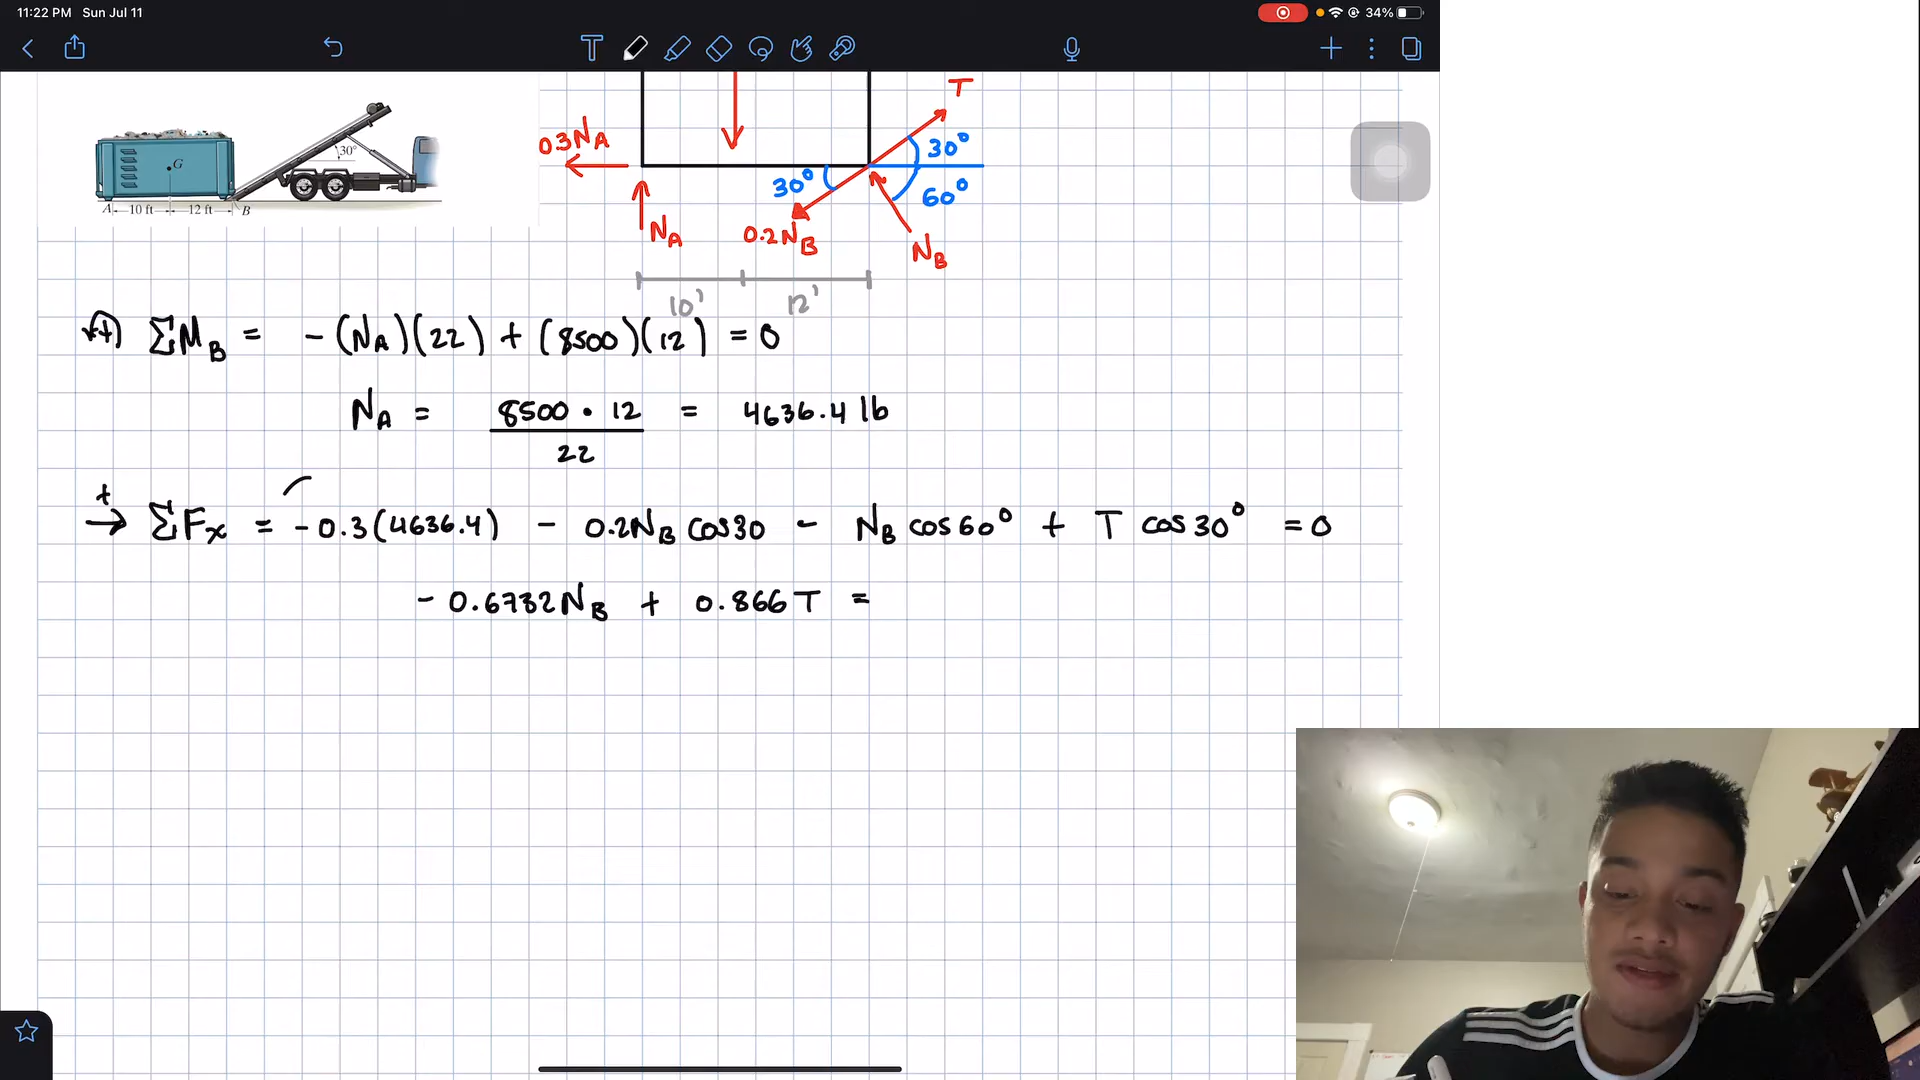 11:22 PM Sun Jul 11
34%
T
0.3NA
30°
30°
60°
NA
0.2NB
NB
10'
12'
G
30°
A
10 ft
12 ft
B
+) ΣMB = -(NA)(22) + (8500)(12) = 0
NA = 8500 · 12 = 4636.4 lb
22
+
→ ΣFx = -0.3(4636.4) - 0.2NB cos30 - NB cos60° + T cos30° = 0
-0.6732NB + 0.866T =